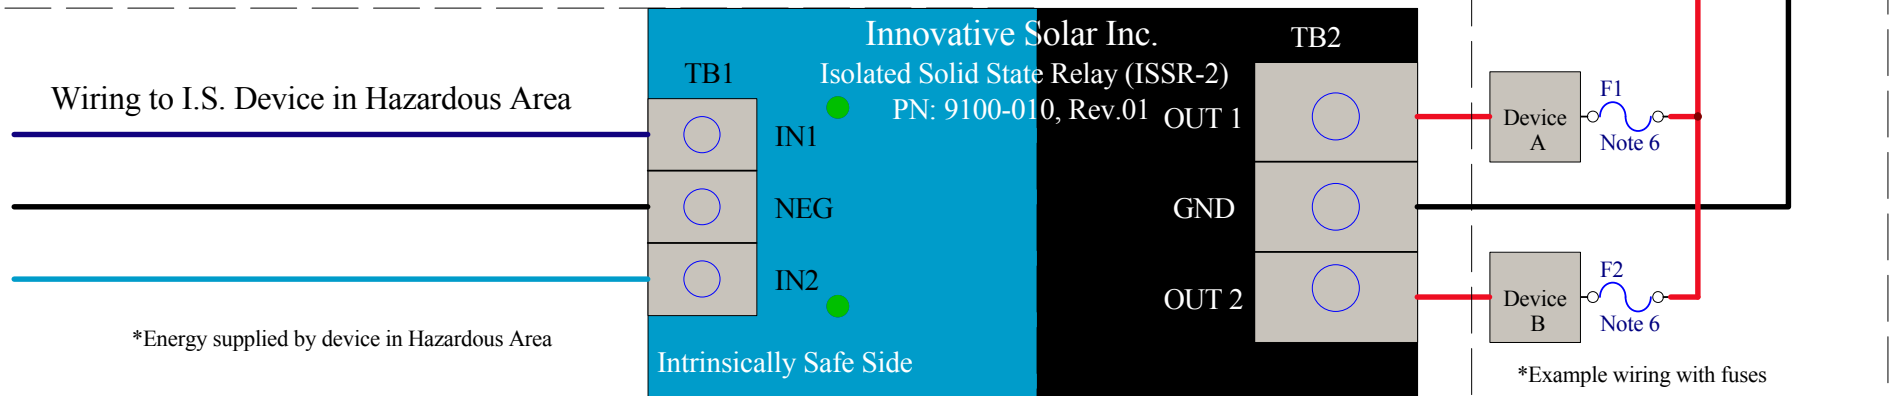 Innovative Solar Inc.
TB2
TB1
Isolated Solid State Relay (ISSR-2)
Wiring to I.S. Device in Hazardous Area
F1
PN: 9100-010, Rev.01
OUT 1
Device
A
IN1
Note 6
NEG
GND
F2
IN2
OUT 2
Device
B
Note 6
*Energy supplied by device in Hazardous Area
Intrinsically Safe Side
*Example wiring with fuses